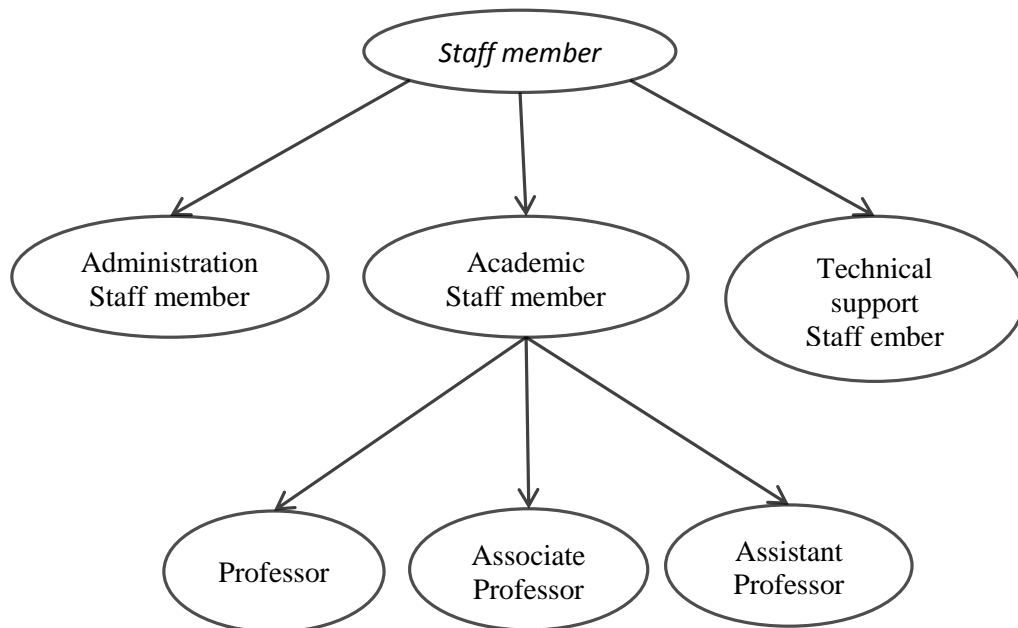 Staff member
Administration
Staff member
Academic
Staff member
Technical
support
Staff ember
Professor
Associate
Professor
Assistant
Professor